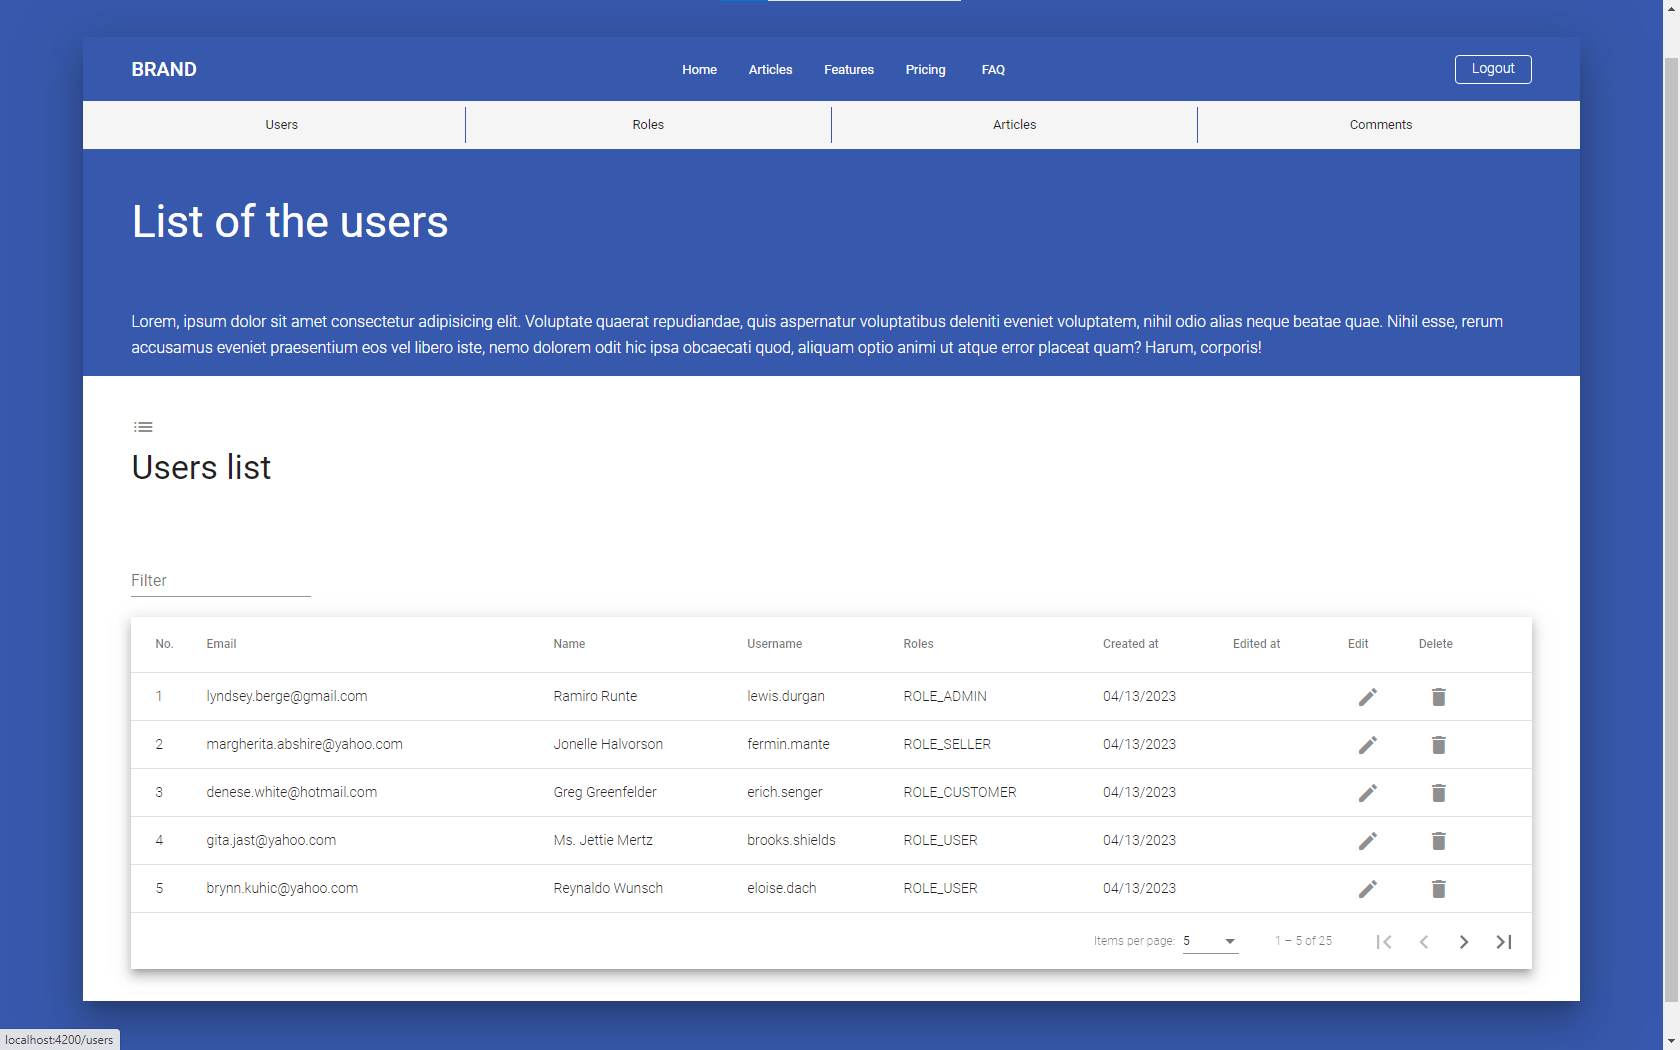 BRAND Home Articles Features Pricing FAQ Logout
Users Roles Articles Comments
List of the users
Lorem, ipsum dolor sit amet consectetur adipisicing elit. Voluptate quaerat repudiandae, quis aspernatur voluptatibus deleniti eveniet voluptatem, nihil odio alias neque beatae quae. Nihil esse, rerum
accusamus eveniet praesentium eos vel libero iste, nemo dolorem odit hic ipsa obcaecati quod, aliquam optio animi ut atque error placeat quam? Harum, corporis!
Users list
Filter
No. Email Name Username Roles Created at Edited at Edit Delete
1 lyndsey.berge@gmail.com Ramiro Runte lewis.durgan ROLE_ADMIN 04/13/2023
2 margherita.abshire@yahoo.com Jonelle Halvorson fermin.mante ROLE_SELLER 04/13/2023
3 denese.white@hotmail.com Greg Greenfelder erich.senger ROLE_CUSTOMER 04/13/2023
4 gita.jast@yahoo.com Ms. Jettie Mertz brooks.shields ROLE_USER 04/13/2023
5 brynn.kuhic@yahoo.com Reynaldo Wunsch eloise.dach ROLE_USER 04/13/2023
Items per page: 5 1 – 5 of 25
localhost:4200/users